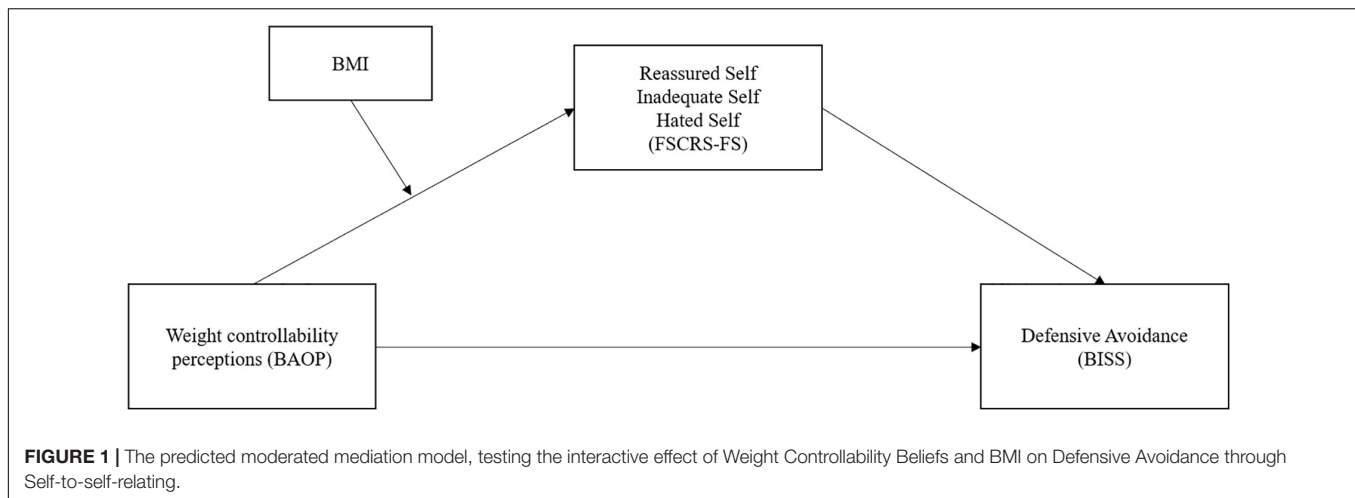 BMI
Reassured Self
Inadequate Self
Hated Self
(FSCRS-FS)
Weight controllability
perceptions (BAOP)
Defensive Avoidance
(BISS)
FIGURE 1 | The predicted moderated mediation model, testing the interactive effect of Weight Controllability Beliefs and BMI on Defensive Avoidance through
Self-to-self-relating.